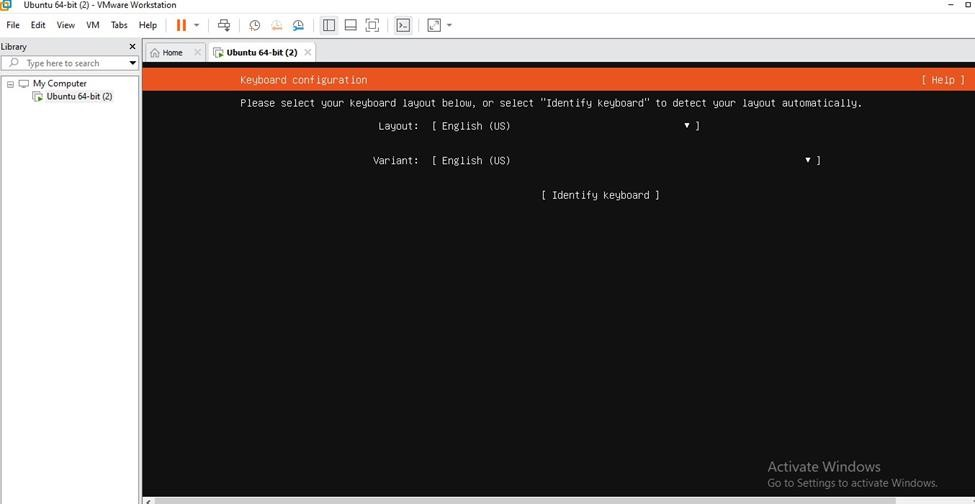 Ubuntu 64-bit (2) - VMware Workstation
File Edit View VM Tabs Help
Library
Home Ubuntu 64-bit (2)
Type here to search
My Computer
Ubuntu 64-bit (2)
Keyboard configuration [ Help ]
Please select your keyboard layout below, or select "Identify keyboard" to detect your layout automatically.
Layout: [ English (US) ▾ ]
Variant: [ English (US) ▾ ]
[ Identify keyboard ]
Activate Windows
Go to Settings to activate Windows.